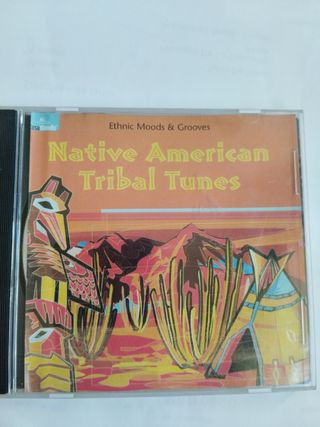 Ethnic Moods & Grooves
Native American
Tribal Tunes